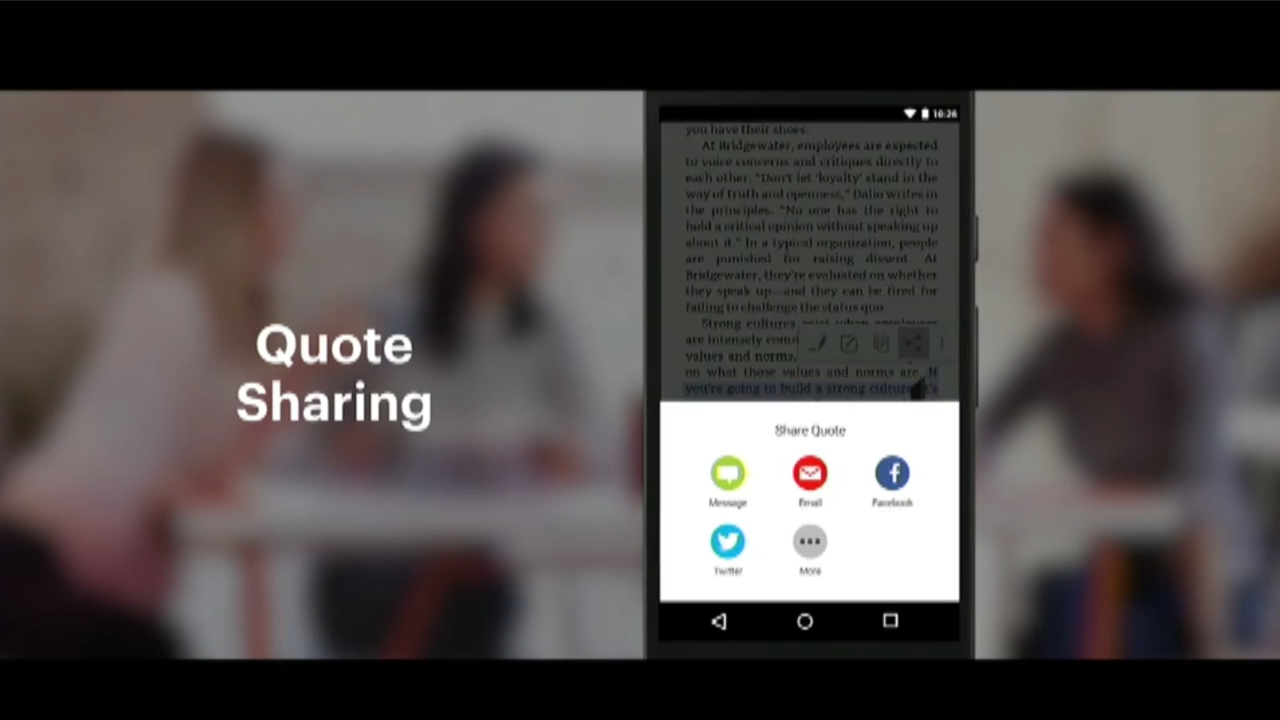 Quote
Sharing
10:26
you have their shoes.
At Bridgewater, employees are expected
to voice concerns and critiques directly to
each other. "Don't let 'loyalty' stand in the
way of truth and openness," Dalio writes in
the principles. "No one has the right to
hold a critical opinion without speaking up
about it." In a typical organization, people
are punished for raising dissent. At
Bridgewater, they're evaluated on whether
they speak up—and they can be fired for
failing to challenge the status quo.
Strong cultures exist when employees
are intensely
values and norms,
on what those values and norms are. If
you're going to build a strong culture, it's
Share Quote
Message
Email
Facebook
Twitter
More